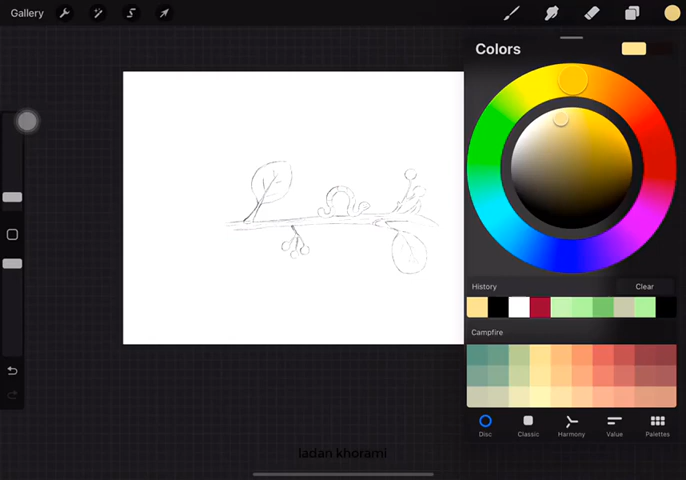 Gallery
Colors
History
Clear
Campfire
Disc
Classic
Harmony
Value
Palettes
ladan khorami